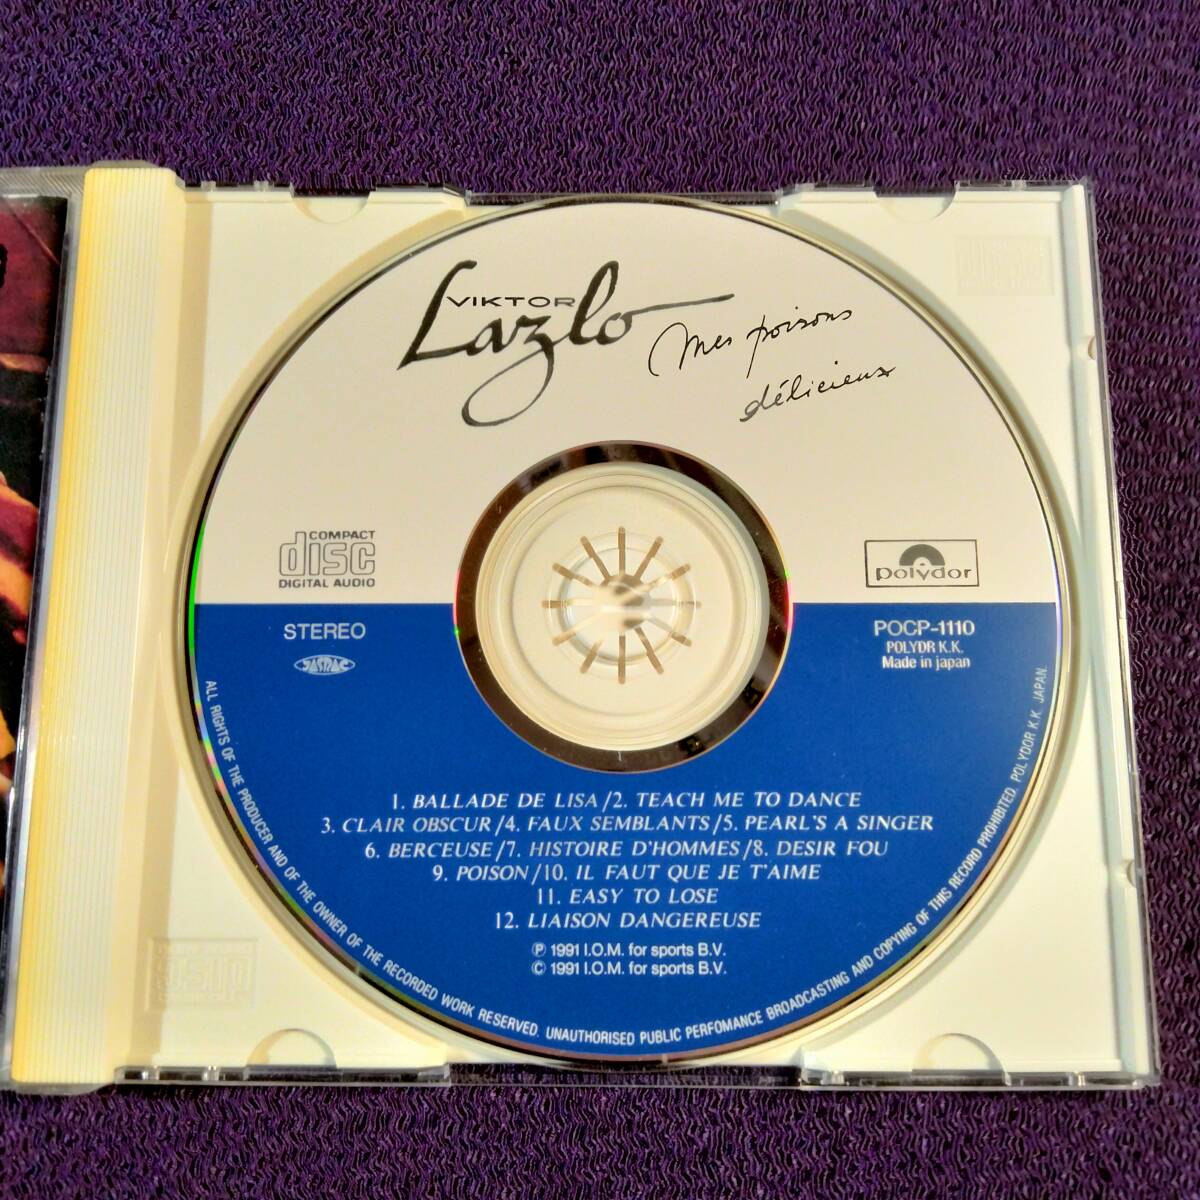 VIKTOR
Lazlo
Mes poisons
délicieux
COMPACT
disc
DIGITAL AUDIO
polydor
STEREO
JASRAC
POCP-1110
POLYDR K.K.
Made in japan
1. BALLADE DE LISA/2. TEACH ME TO DANCE
3. CLAIR OBSCUR/4. FAUX SEMBLANTS/5. PEARL'S A SINGER
6. BERCEUSE/7. HISTOIRE D'HOMMES/8. DESIR FOU
9. POISON/10. IL FAUT QUE JE T'AIME
11. EASY TO LOSE
12. LIAISON DANGEREUSE
Ⓟ 1991 I.O.M. for sports B.V.
© 1991 I.O.M. for sports B.V.
ALL RIGHTS OF THE PRODUCER AND OF THE OWNER OF THE RECORDED WORK RESERVED. UNAUTHORISED PUBLIC PERFOMANCE BROADCASTING AND COPYING OF THIS RECORD PROHIBITED. POLYDOR K.K. JAPAN.